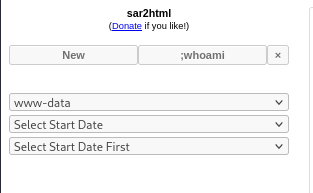 sar2html
(Donate if you like!)
New ;whoami ×
www-data
Select Start Date
Select Start Date First